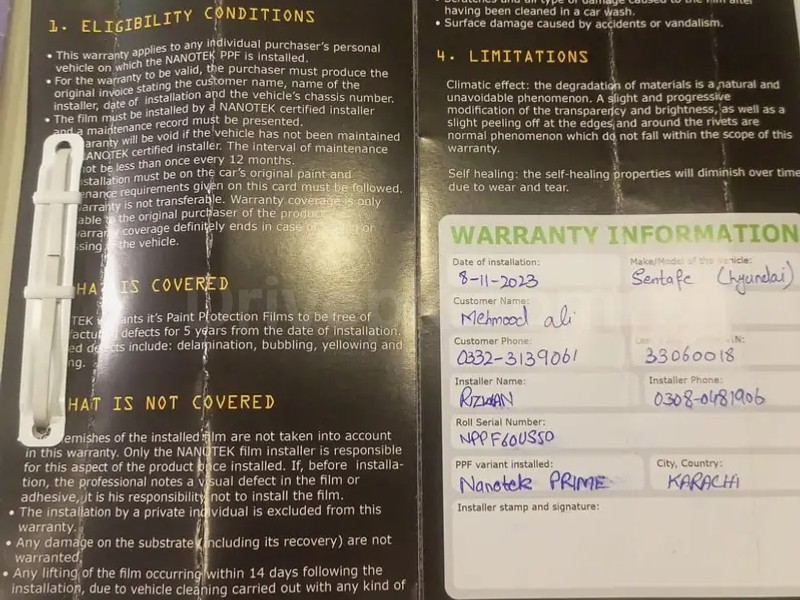 1. ELIGIBILITY CONDITIONS
• This warranty applies to any individual purchaser's personal
vehicle on which the NANOTEK PPF is installed.
• For the warranty to be valid, the purchaser must produce the
original invoice stating the customer name, name of the
installer, date of installation and the vehicle's chassis number.
• The film must be installed by a NANOTEK certified installer
and a maintenance record must be presented.
will be void if the vehicle has not been maintained
NANOTEK certified installer. The interval of maintenance
not be less than once every 12 months.
must be on the car's original paint and
requirements given on this card must be followed.
is not transferable. Warranty coverage is only
to the original purchaser of the product
coverage definitely ends in case of
the vehicle.
IS COVERED
it's Paint Protection Films to be free of
defects for 5 years from the date of installation.
include: delamination, bubbling, yellowing and
IS NOT COVERED
of the installed film are not taken into account
in this warranty. Only the NANOTEK film installer is responsible
for this aspect of the product once installed. If, before installa-
tion, the professional notes a visual defect in the film or
adhesive, it is his responsibility not to install the film.
• The installation by a private individual is excluded from this
warranty.
• Any damage on the substrate (including its recovery) are not
warranted.
• Any lifting of the film occurring within 14 days following the
installation, due to vehicle cleaning carried out with any kind of
having been cleaned in a car wash.
• Surface damage caused by accidents or vandalism.
4. LIMITATIONS
Climatic effect: the degradation of materials is a natural and
unavoidable phenomenon. A slight and progressive
modification of the transparency and brightness, as well as a
slight peeling off at the edges and around the rivets are
normal phenomenon which do not fall within the scope of this
warranty.
Self healing: the self-healing properties will diminish over time
due to wear and tear.
WARRANTY INFORMATION
Date of installation:
8-11-2023
Make/Model of the vehicle:
Sentafe (hyundai)
Customer Name:
Mehmood ali
Customer Phone:
0332-3139061
33060018
Installer Name:
RIZWAN
Installer Phone:
0308-0481906
Roll Serial Number:
NPPF60USSO
PPF variant installed:
Nanotek PRIME
City, Country:
KARACHI
Installer stamp and signature: